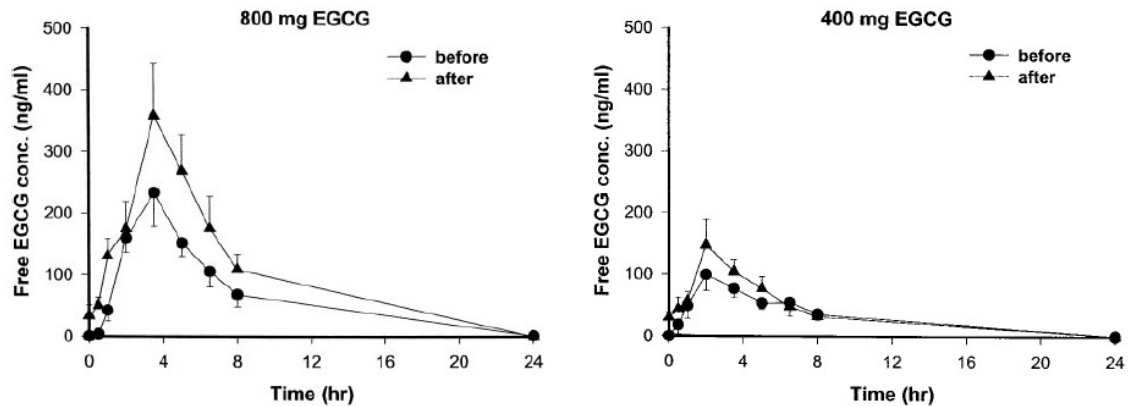 800 mg EGCG
before
after
Free EGCG conc. (ng/ml)
500
400
300
200
100
0
0 4 8 12 16 20 24
Time (hr)
400 mg EGCG
before
after
Free EGCG conc. (ng/ml)
500
400
300
200
100
0
0 4 8 12 16 20 24
Time (hr)